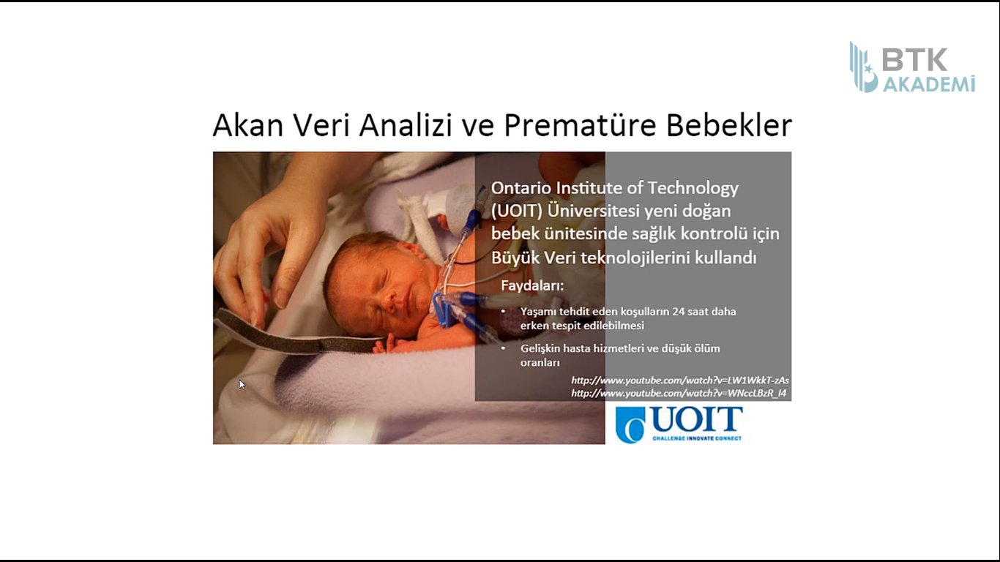 BTK
AKADEMİ
Akan Veri Analizi ve Prematüre Bebekler
Ontario Institute of Technology
(UOIT) Üniversitesi yeni doğan
bebek ünitesinde sağlık kontrolü için
Büyük Veri teknolojilerini kullandı
Faydaları:
• Yaşamı tehdit eden koşulların 24 saat daha
erken tespit edilebilmesi
• Gelişkin hasta hizmetleri ve düşük ölüm
oranları
http://www.youtube.com/watch?v=LW1WkkT-zAs
http://www.youtube.com/watch?v=WNccLBzR_I4
UOIT
CHALLENGE INNOVATE CONNECT